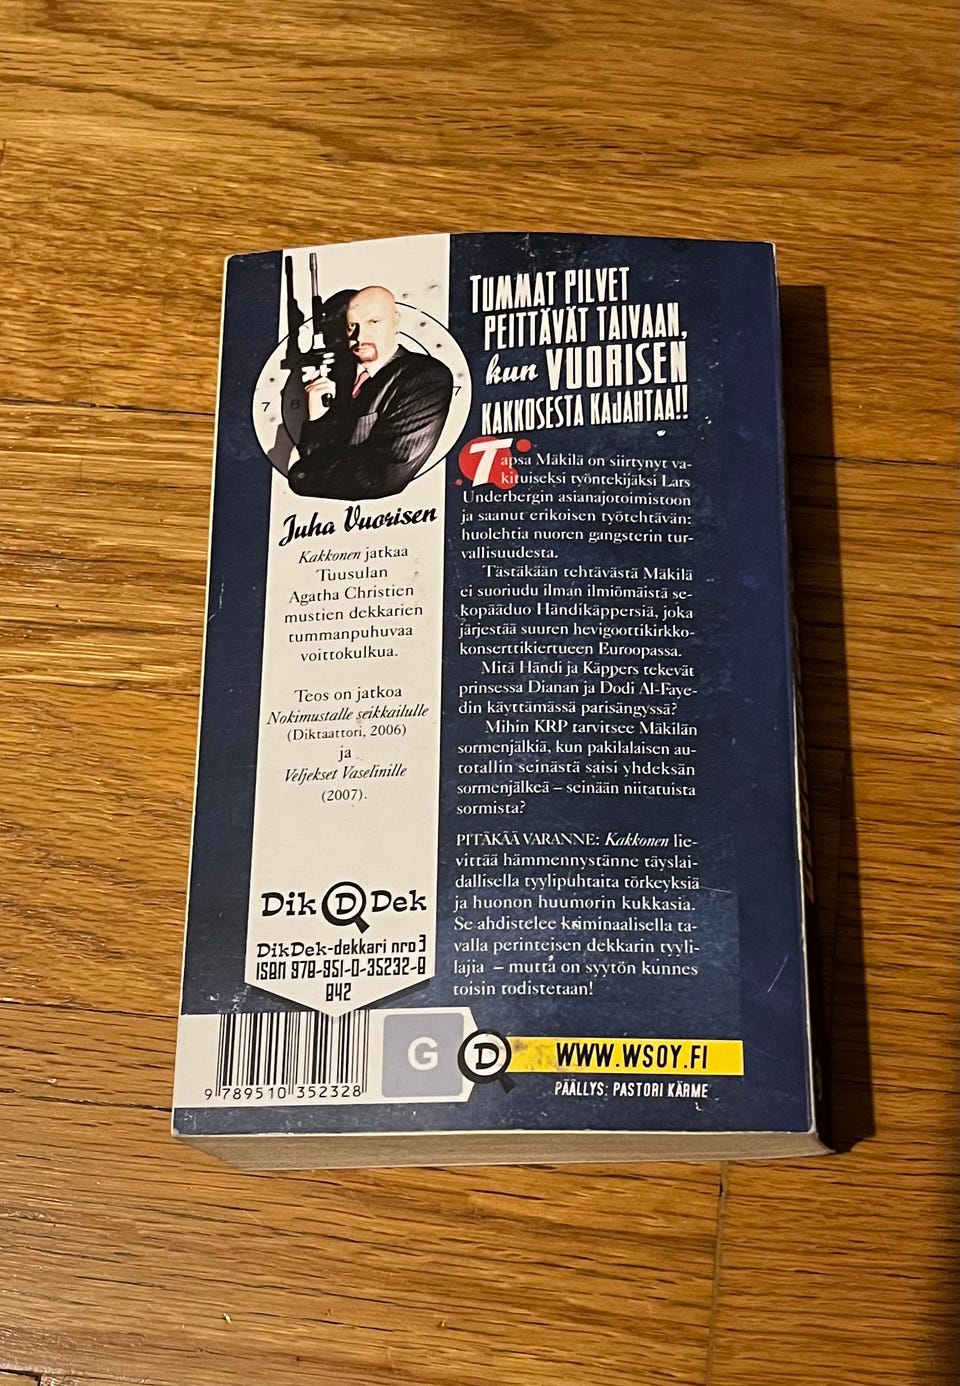 TUMMAT PILVET
PEITTÄVÄT TAIVAAN,
kun VUORISEN
KAKKOSESTA KAJAHTAA!!
Tapsa Mäkilä on siirtynyt va-
kituiseksi työntekijäksi Lars
Underbergin asianajotoimistoon
ja saanut erikoisen työtehtävän:
huolehtia nuoren gangsterin tur-
vallisuudesta.
Tästäkään tehtävästä Mäkilä
ei suoriudu ilman ilmiömäistä se-
kopääduo Händikäppersiä, joka
järjestää suuren hevigoottikirkko-
konserttikiertueen Euroopassa.
Mitä Händi ja Käppers tekevät
prinsessa Dianan ja Dodi Al-Faye-
din käyttämässä parisängyssä?
Mihin KRP tarvitsee Mäkilän
sormenjälkiä, kun pakilalaisen au-
totallin seinästä saisi yhdeksän
sormenjälkeä – seinään niitatuista
sormista?
PITÄKÄÄ VARANNE: Kakkonen lie-
vittää hämmennystänne täyslai-
dallisella tyylipuhtaita törkeyksiä
ja huonon huumorin kukkasia.
Se ahdistelee kriminaalisella ta-
valla perinteisen dekkarin tyyli-
lajia – mutta on syytön kunnes
toisin todistetaan!
7 8 7
Juha Vuorisen
Kakkonen jatkaa
Tuusulan
Agatha Christien
mustien dekkarien
tummanpuhuvaa
voittokulkua.
Teos on jatkoa
Nokimustalle seikkailulle
(Diktaattori, 2006)
ja
Veljekset Vaselinille
(2007).
Dik D Dek
DikDek-dekkari nro 3
ISBN 978-951-0-35232-8
842
9 789510 352328
G
D
WWW.WSOY.FI
PÄÄLLYS: PASTORI KÄRME